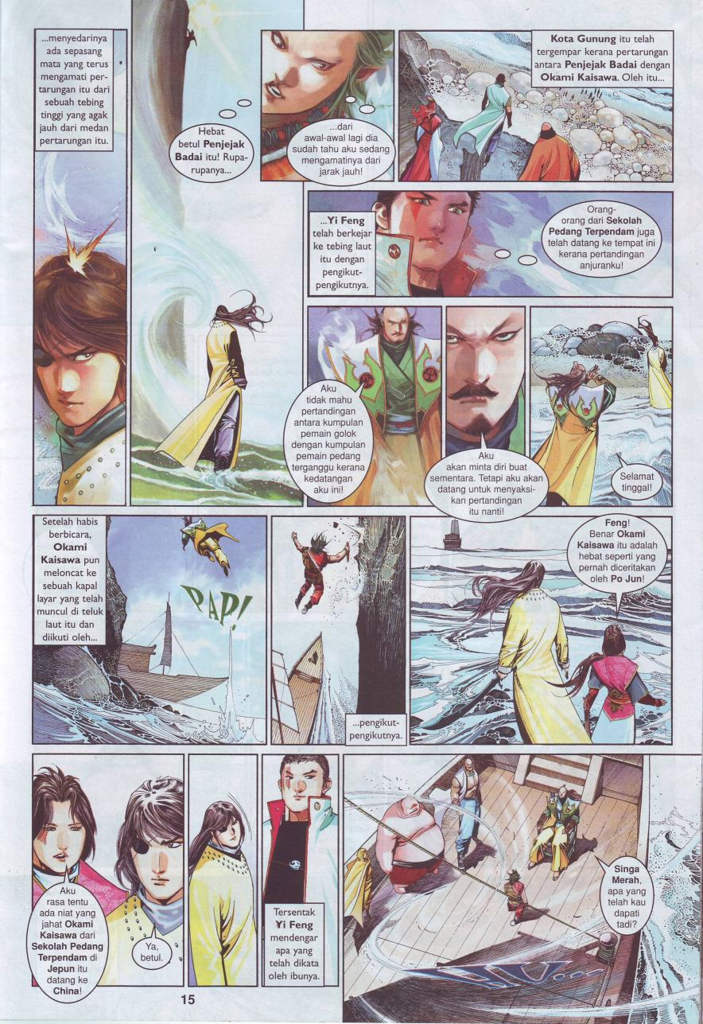 ...menyedarinya
ada sepasang
mata yang terus
mengamati per-
tarungan itu dari
sebuah tebing
tinggi yang agak
jauh dari medan
pertarungan itu.
Hebat
betul Penjejak
Badai itu! Rupa-
rupanya...
...dari
awal-awal lagi dia
sudah tahu aku sedang
mengamatinya dari
jarak jauh!
Kota Gunung itu telah
tergempar kerana pertarungan
antara Penjejak Badai dengan
Okami Kaisawa. Oleh itu...
...Yi Feng
telah berkejar
ke tebing laut
itu dengan
pengikut-
pengikutnya.
Orang-
orang dari Sekolah
Pedang Terpendam juga
telah datang ke tempat ini
kerana pertandingan
anjuranku!
Aku
tidak mahu
pertandingan
antara kumpulan
pemain golok
dengan kumpulan
pemain pedang
terganggu kerana
kedatangan
aku ini!
Aku
akan minta diri buat
sementara. Tetapi aku akan
datang untuk menyaksi-
kan pertandingan
itu nanti!
Selamat
tinggal!
Setelah habis
berbicara,
Okami
Kaisawa pun
meloncat ke
sebuah kapal
layar yang telah
muncul di teluk
laut itu dan
diikuti oleh...
PAP!
...pengikut-
pengikutnya.
Feng!
Benar Okami
Kaisawa itu adalah
hebat seperti yang
pernah diceritakan
oleh Po Jun!
Aku
rasa tentu
ada niat yang
jahat Okami
Kaisawa dari
Sekolah Pedang
Terpendam di
Jepun itu
datang ke
China!
Ya,
betul.
Tersentak
Yi Feng
mendengar
apa yang
telah dikata
oleh ibunya.
Singa
Merah,
apa yang
telah kau
dapati
tadi?
15